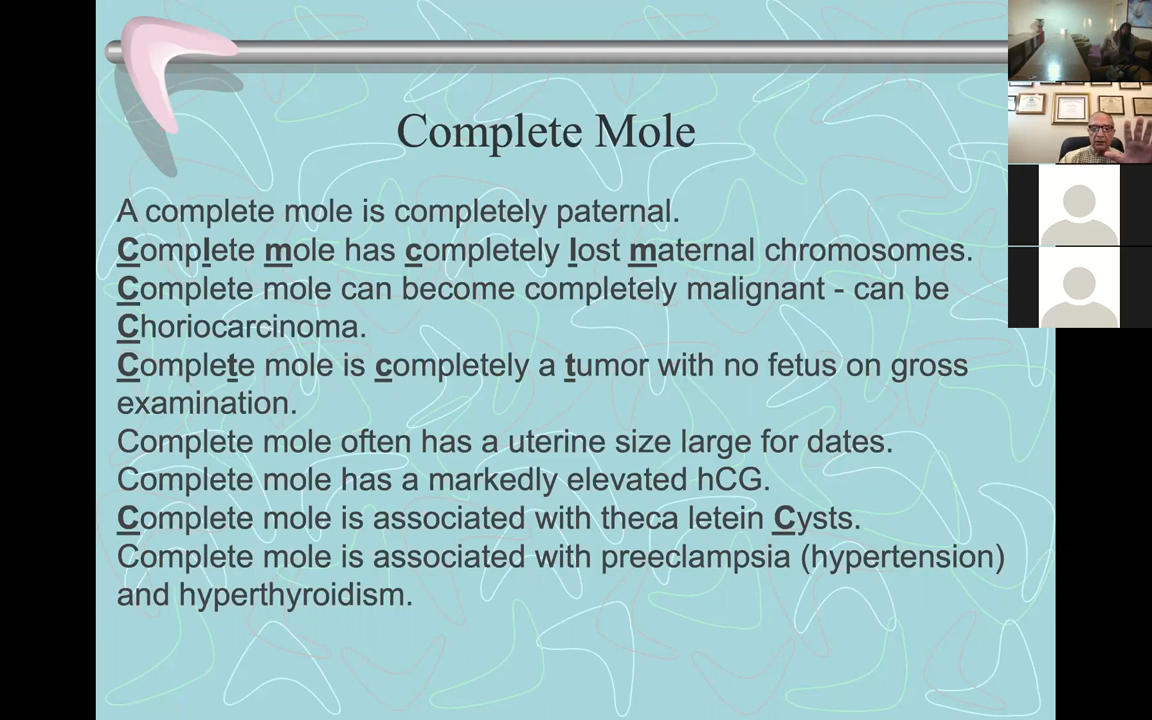 Complete Mole
A complete mole is completely paternal.
Complete mole has completely lost maternal chromosomes.
Complete mole can become completely malignant - can be
Choriocarcinoma.
Complete mole is completely a tumor with no fetus on gross
examination.
Complete mole often has a uterine size large for dates.
Complete mole has a markedly elevated hCG.
Complete mole is associated with theca letein Cysts.
Complete mole is associated with preeclampsia (hypertension)
and hyperthyroidism.